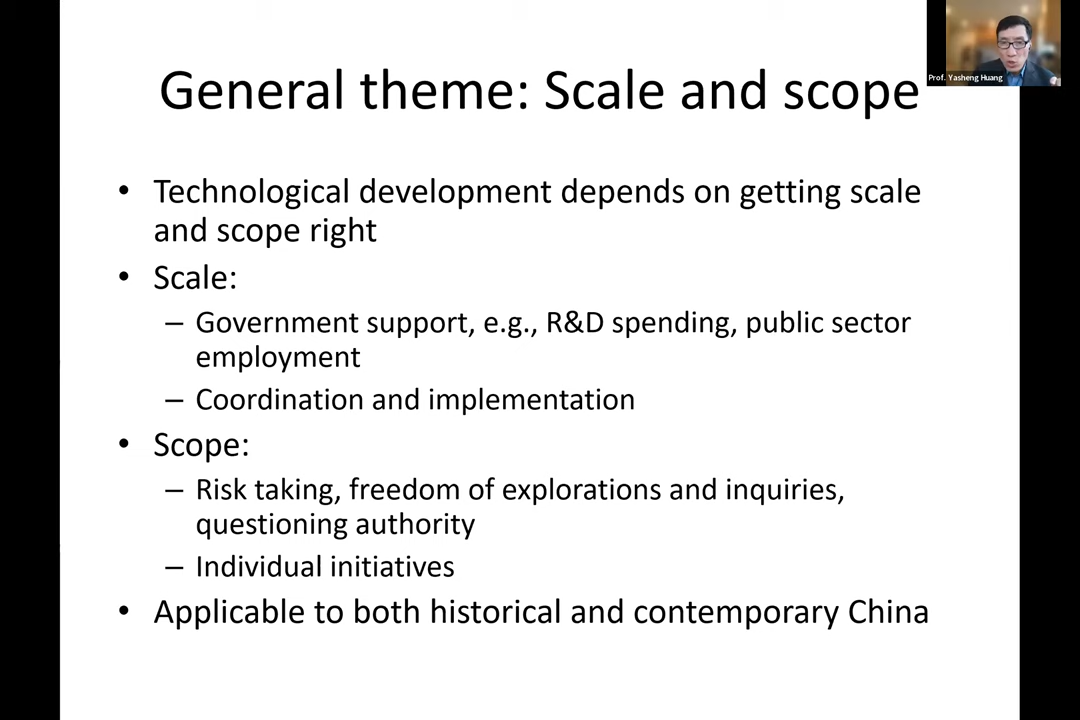 General theme: Scale and scope
Prof. Yasheng Huang
• Technological development depends on getting scale
and scope right
• Scale:
– Government support, e.g., R&D spending, public sector
employment
– Coordination and implementation
• Scope:
– Risk taking, freedom of explorations and inquiries,
questioning authority
– Individual initiatives
• Applicable to both historical and contemporary China